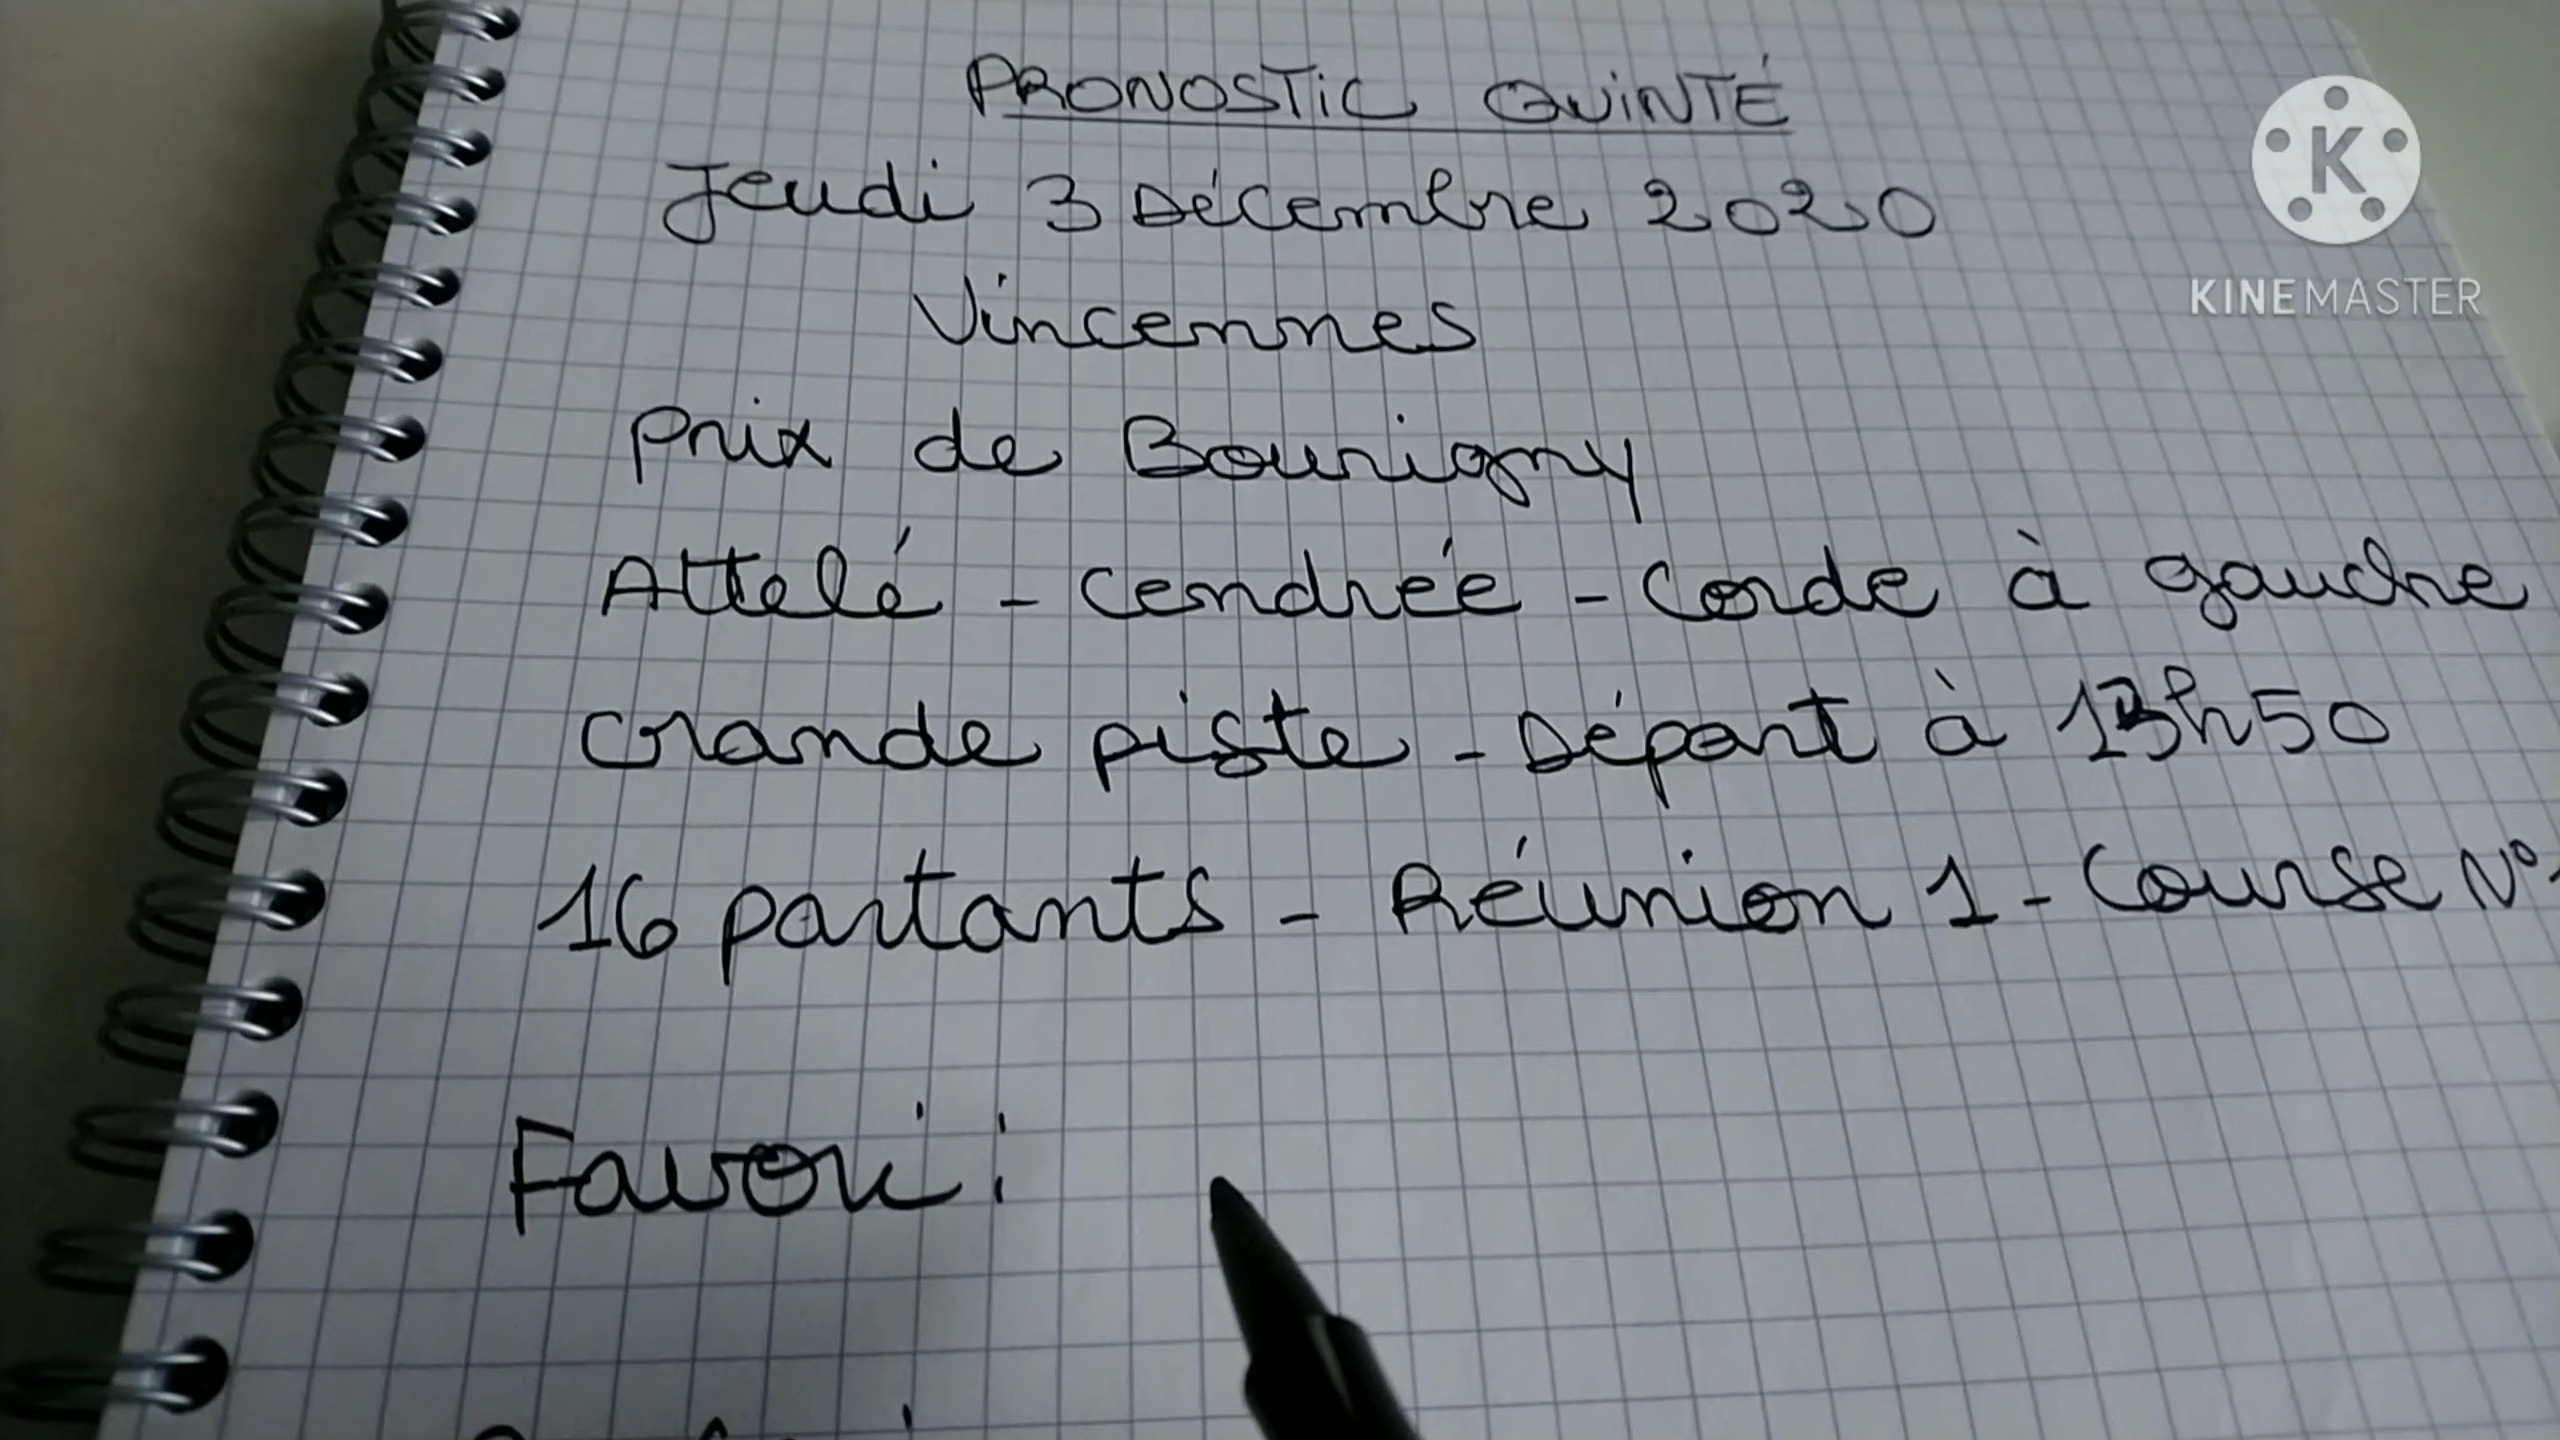 PRONOSTIC QUINTÉ
Jeudi 3 Décembre 2020
Vincennes
Prix de Bourigny
Attelé - cendrée - Corde à gauche
Grande piste - Départ à 13h50
16 partants - Réunion 1 - Course N°
Favori :
K
KINEMASTER